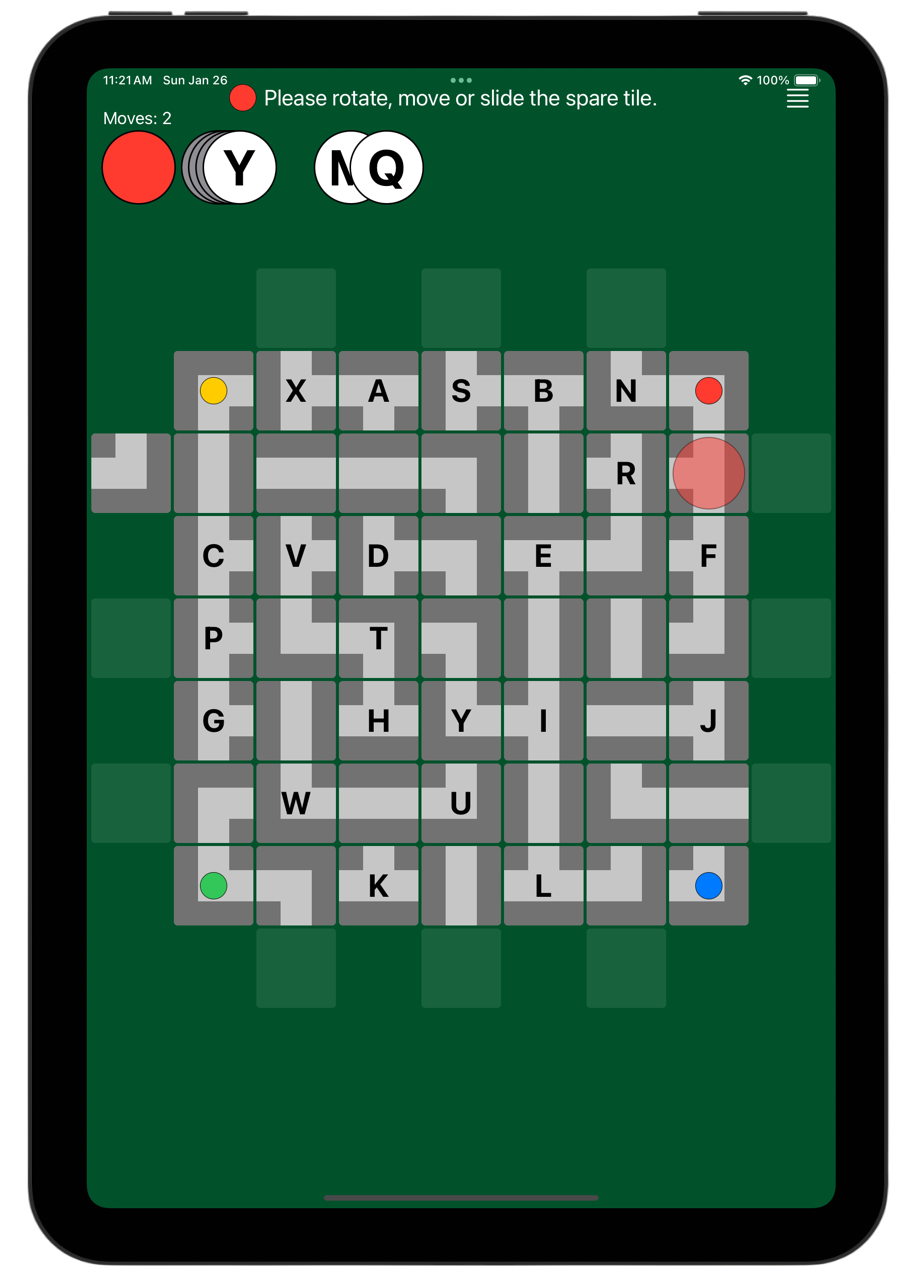 11:21 AM Sun Jan 26
100%
Please rotate, move or slide the spare tile.
Moves: 2
Y Q
X A S B N
R
C V D E F
P T
G H Y I J
W U
K L